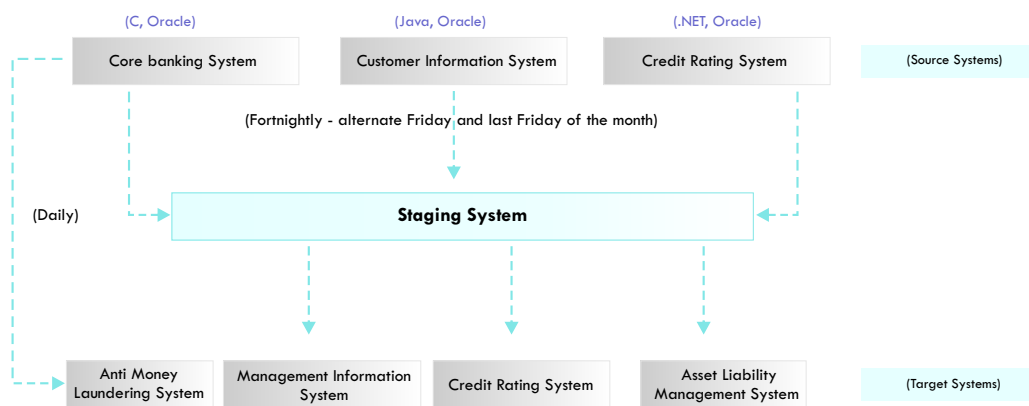 (C, Oracle)
(Java, Oracle)
(.NET, Oracle)
Core banking System
Customer Information System
Credit Rating System
(Source Systems)
(Fortnightly - alternate Friday and last Friday of the month)
(Daily)
Staging System
Anti Money
Laundering System
Management Information
System
Credit Rating System
Asset Liability
Management System
(Target Systems)